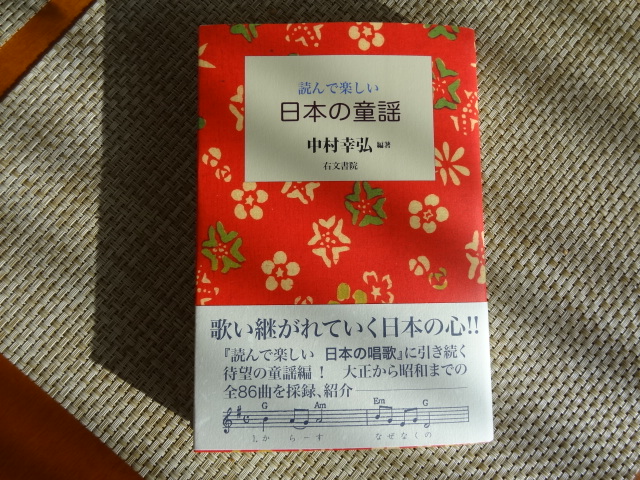 読んで楽しい
日本の童謡
中村幸弘 編著
右文書院
歌い継がれていく日本の心!!
『読んで楽しい 日本の唱歌』に引き続く
待望の童謡編! 大正から昭和までの
全86曲を採録、紹介
G Am Em G
しか らーす なぜなくの